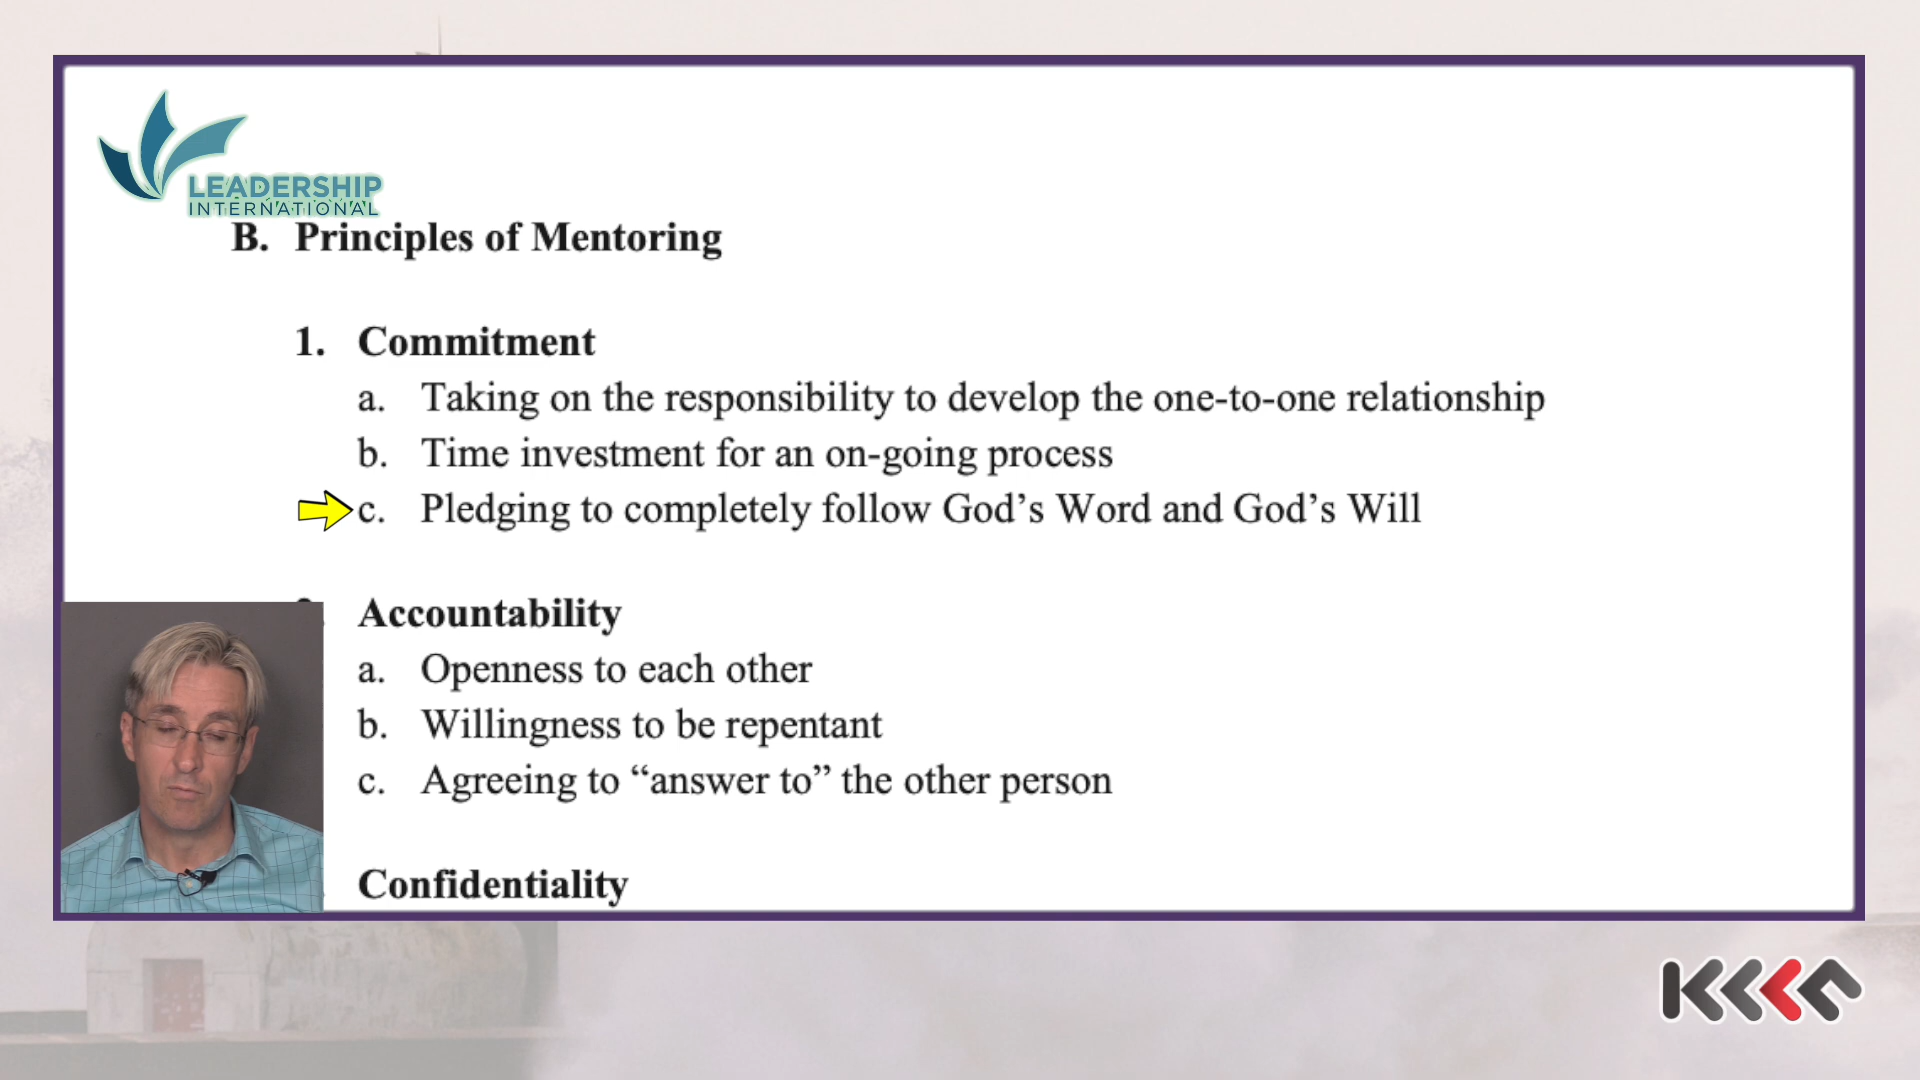 LEADERSHIP
INTERNATIONAL
B. Principles of Mentoring
1. Commitment
a. Taking on the responsibility to develop the one-to-one relationship
b. Time investment for an on-going process
c. Pledging to completely follow God’s Word and God’s Will
Accountability
a. Openness to each other
b. Willingness to be repentant
c. Agreeing to “answer to” the other person
Confidentiality